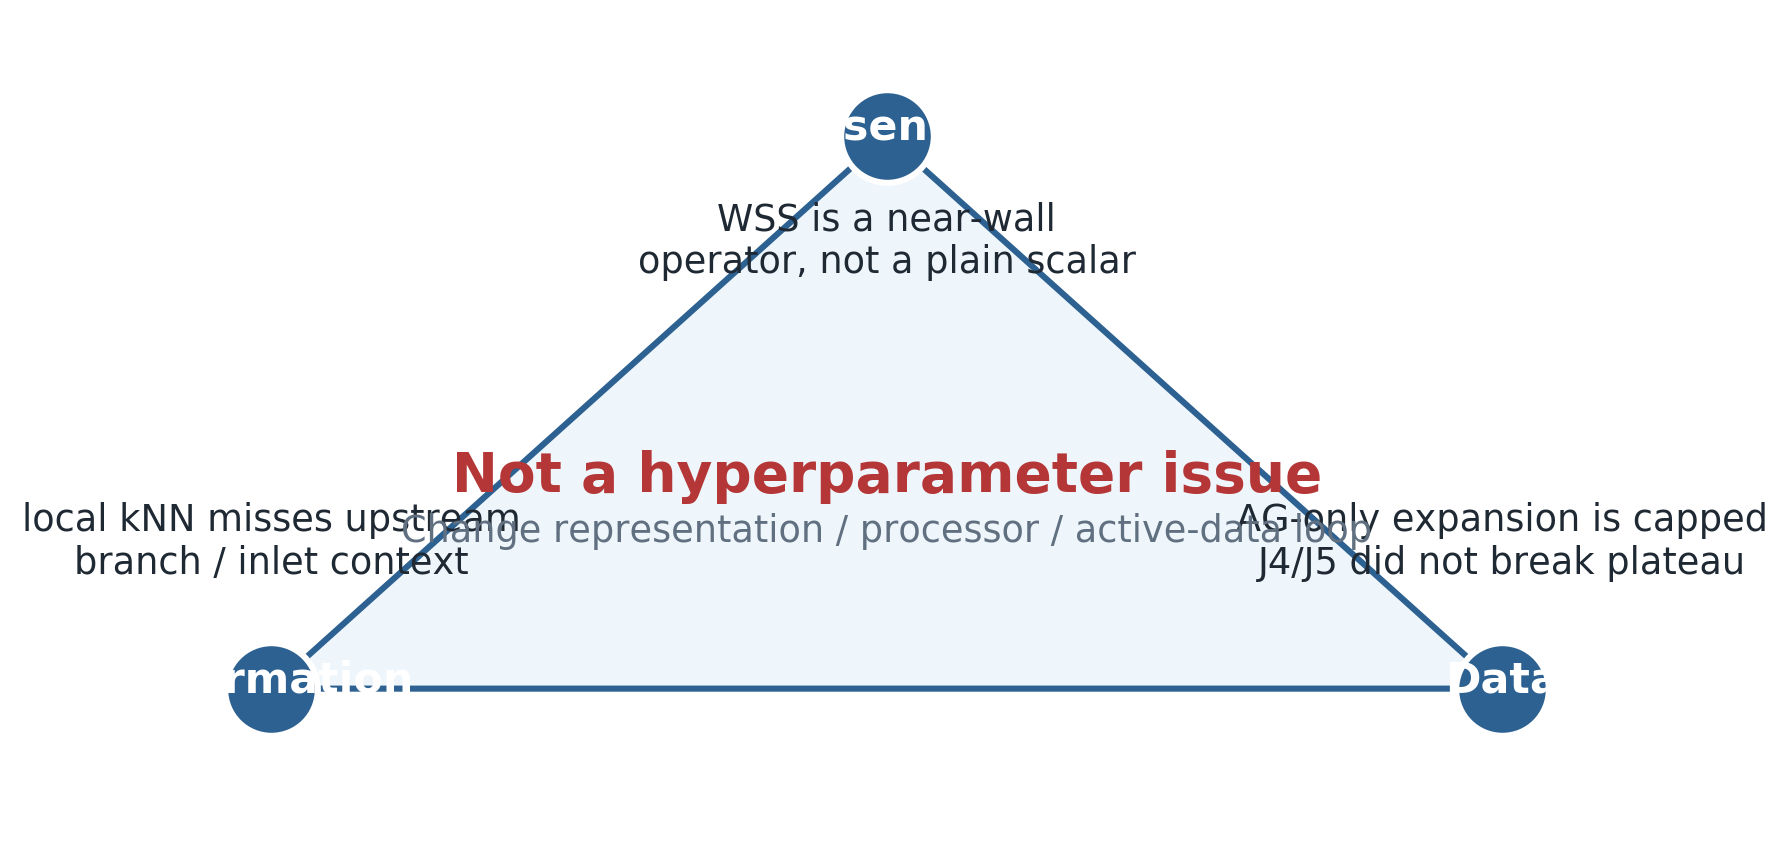 sen
WSS is a near-wall
operator, not a plain scalar
Not a hyperparameter issue
Change representation / processor / active-data loop
local kNN misses upstream
branch / inlet context
AG-only expansion is capped
J4/J5 did not break plateau
rmation
Data